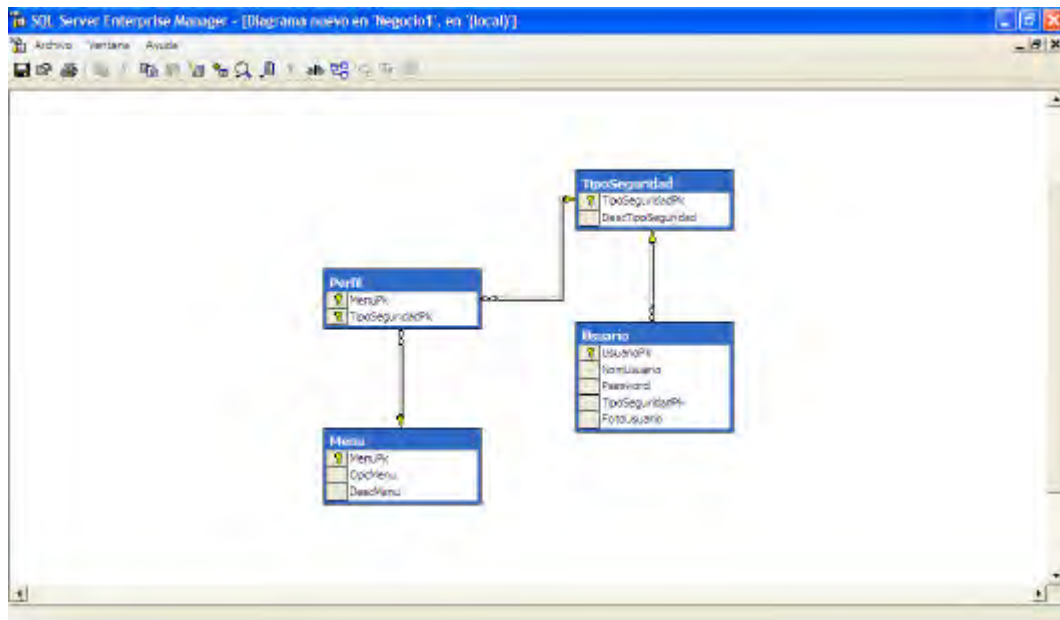 SQL Server Enterprise Manager - [Diagrama nuevo en 'Negocio1', en '(local)']
Archivo Ventana Ayuda
TipoSeguridad
TipoSeguridadPk
DescTipoSeguridad
Perfil
MenuPk
TipoSeguridadPk
Usuario
UsuarioPk
NomUsuario
Password
TipoSeguridadPk
FotoUsuario
Menu
MenuPk
OpcMenu
DescMenu